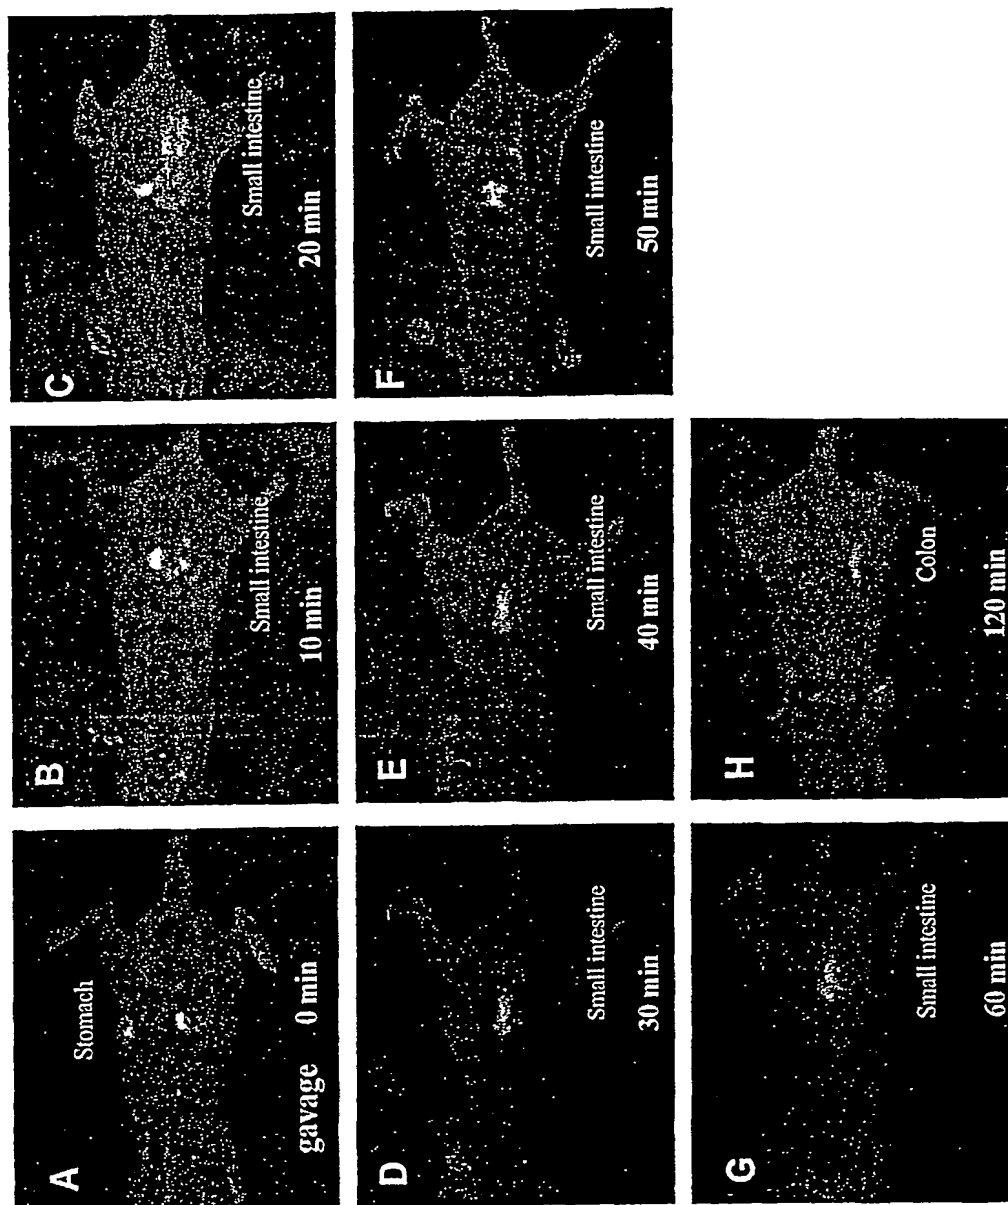 A
Stomach
gavage 0 min
B
Small intestine
10 min
C
Small intestine
20 min
D
Small intestine
30 min
E
Small intestine
40 min
F
Small intestine
50 min
G
Small intestine
60 min
H
Colon
120 min